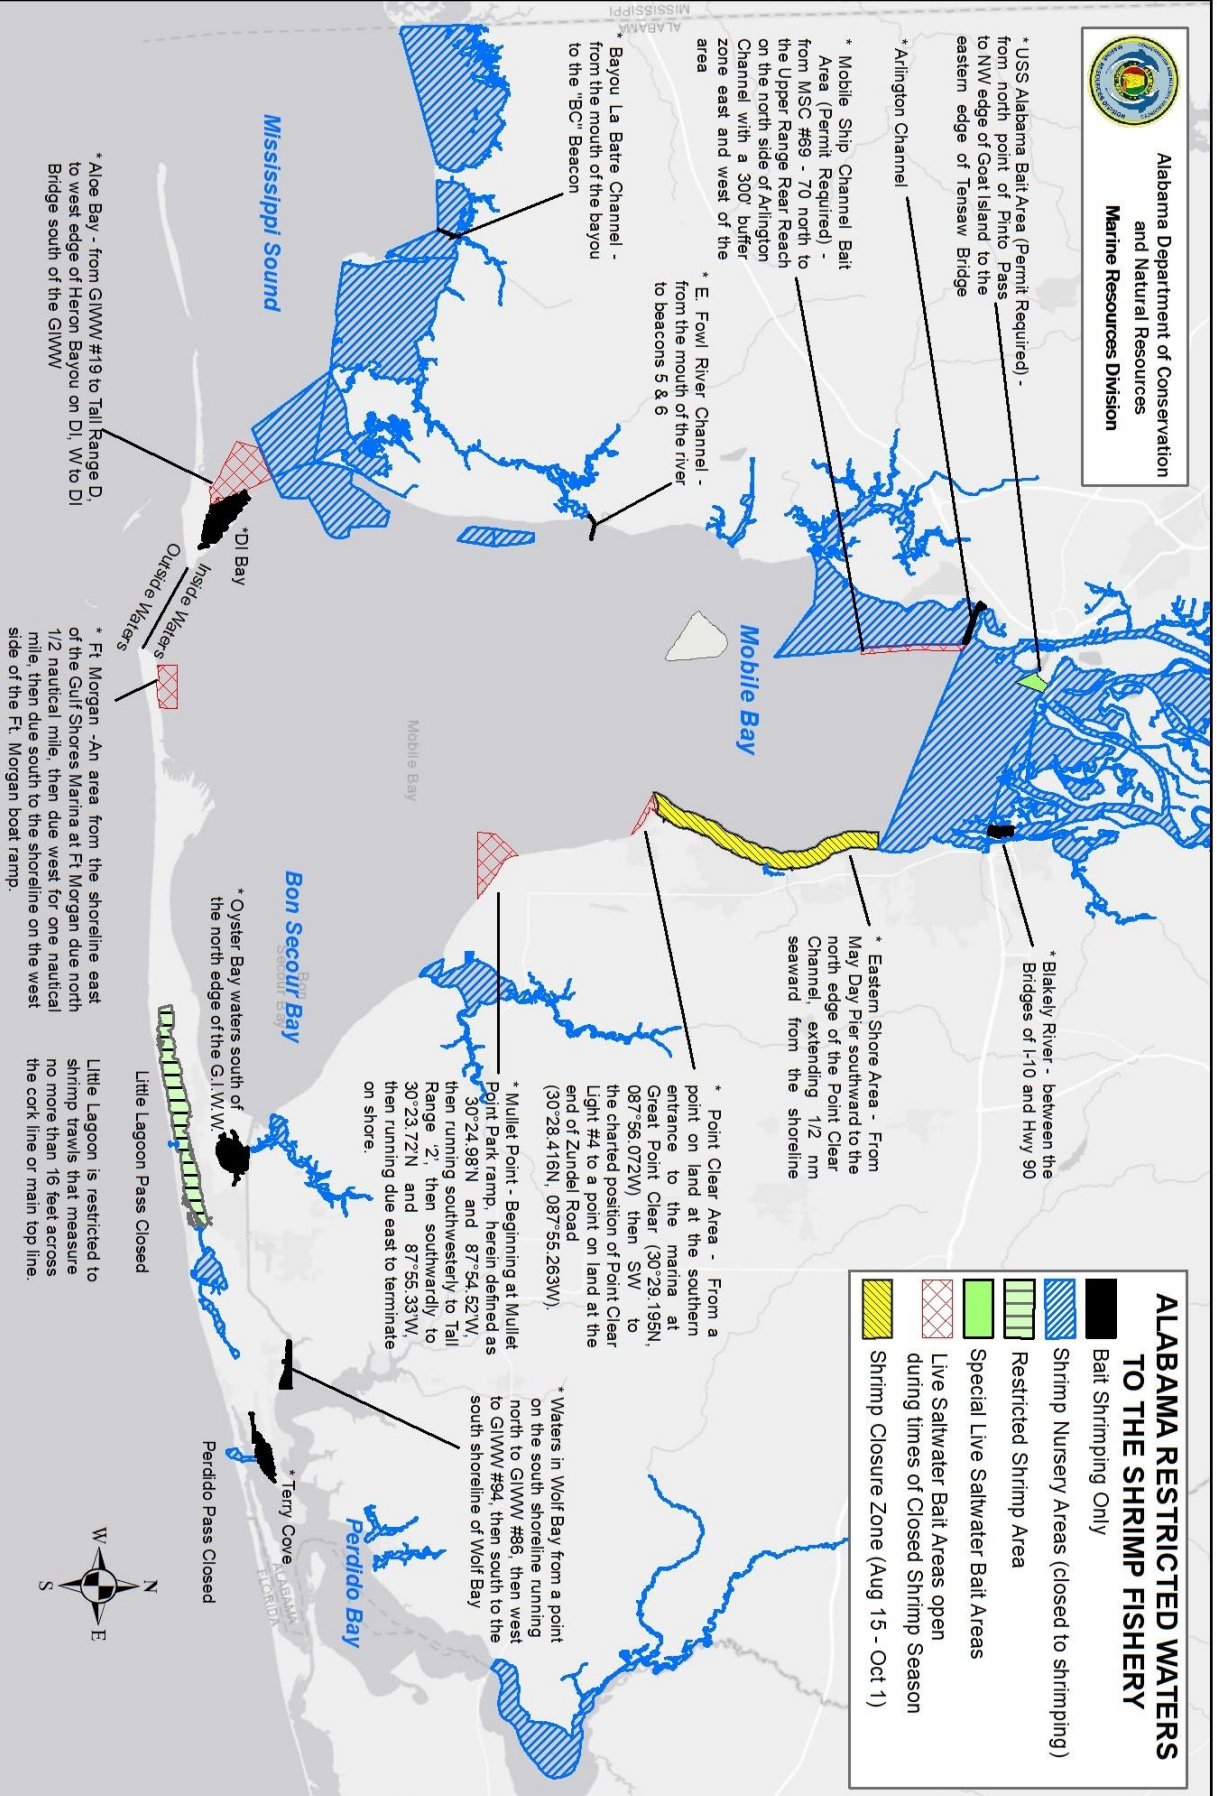 Alabama Department of Conservation
and Natural Resources
Marine Resources Division
ALABAMA RESTRICTED WATERS
TO THE SHRIMP FISHERY
Bait Shrimping Only
Shrimp Nursery Areas (closed to shrimping)
Restricted Shrimp Area
Special Live Saltwater Bait Areas
Live Saltwater Bait Areas open
during times of Closed Shrimp Season
Shrimp Closure Zone (Aug 15 - Oct 1)
* USS Alabama Bait Area (Permit Required) -
from north point of Pinto Pass
to NW edge of Goat Island to the
eastern edge of Tensaw Bridge
* Arlington Channel
* Mobile Ship Channel Bait
Area (Permit Required) -
from MSC #69 - 70 north to
the Upper Range Rear Reach
on the north side of Arlington
Channel with a 300' buffer
zone east and west of the
area
* Bayou La Batre Channel -
from the mouth of the bayou
to the "BC" Beacon
* E. Fowl River Channel -
from the mouth of the river
to beacons 5 & 6
* Blakely River - between the
Bridges of I-10 and Hwy 90
* Eastern Shore Area - From
May Day Pier southward to the
north edge of the Point Clear
Channel, extending 1/2 nm
seaward from the shoreline
* Point Clear Area - From a
point on land at the southern
entrance to the marina at
Great Point Clear (30°29.195N,
087°56.072W) then SW to
the charted position of Point Clear
Light #4 to a point on land at the
end of Zundel Road
(30°28.416N, 087°55.263W).
* Mullet Point - Beginning at Mullet
Point Park ramp, herein defined as
30°24.98'N and 87°54.52'W,
then running southwesterly to Tall
Range '2', then southwardly to
30°23.72'N and 87°55.33'W,
then running due east to terminate
on shore.
* Waters in Wolf Bay from a point
on the south shoreline running
north to GIWW #86, then west
to GIWW #94, then south to the
south shoreline of Wolf Bay
Mobile Bay
Mobile Bay
Mississippi Sound
Bon Secour Bay
Bon
Secour Bay
Perdido Bay
MISSISSIPPI
ALABAMA
ALABAMA
FLORIDA
* Oyster Bay waters south of
the north edge of the G.I.W.W.
* Terry Cove
*DI Bay
Inside Waters
Outside Waters
* Aloe Bay - from GIWW #19 to Tall Range D,
to west edge of Heron Bayou on DI, W to DI
Bridge south of the GIWW
* Ft Morgan -An area from the shoreline east
of the Gulf Shores Marina at Ft Morgan due north
1/2 nautical mile, then due west for one nautical
mile, then due south to the shoreline on the west
side of the Ft. Morgan boat ramp.
Little Lagoon Pass Closed
Little Lagoon is restricted to
shrimp trawls that measure
no more than 16 feet across
the cork line or main top line.
Perdido Pass Closed
N
W
E
S